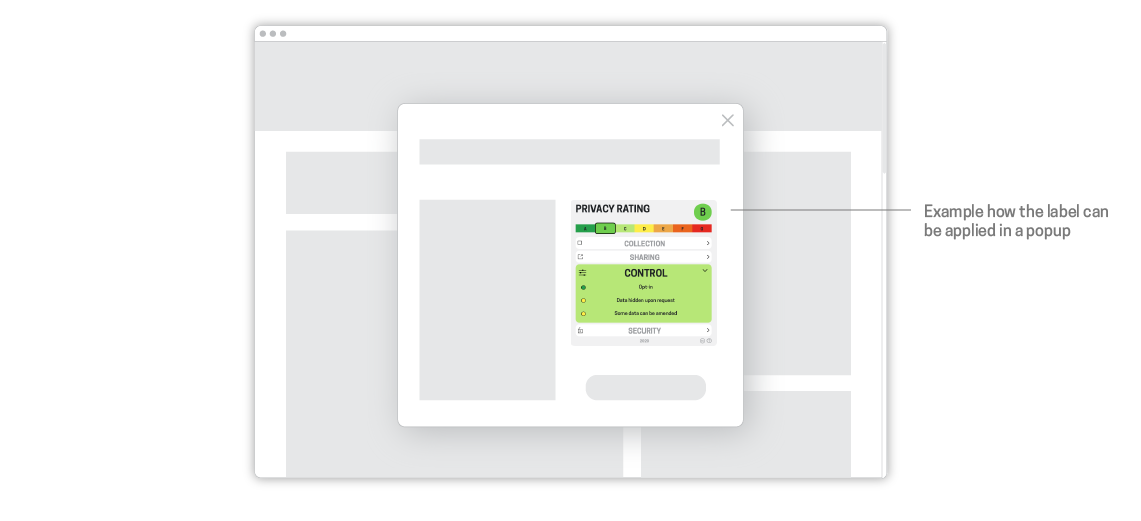 PRIVACY RATING
B
A B C D E F G
COLLECTION
SHARING
CONTROL
Opt-in
Data hidden upon request
Some data can be amended
SECURITY
2020
Example how the label can
be applied in a popup